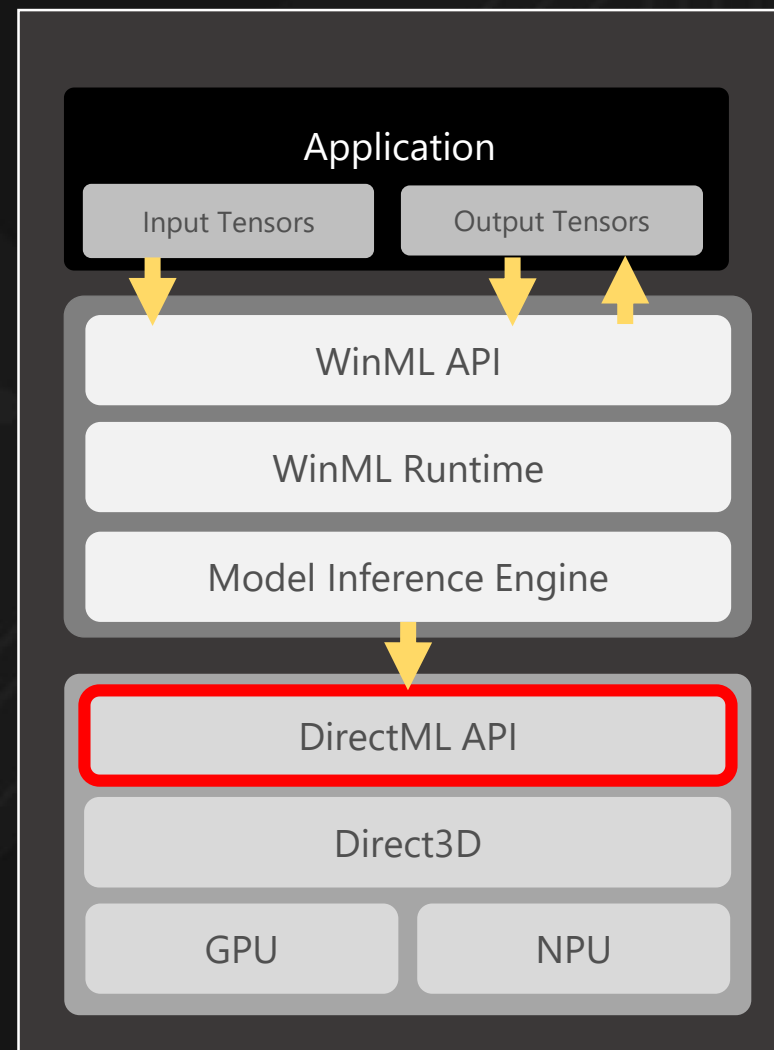 Application
Input Tensors
Output Tensors
WinML API
WinML Runtime
Model Inference Engine
DirectML API
Direct3D
GPU
NPU